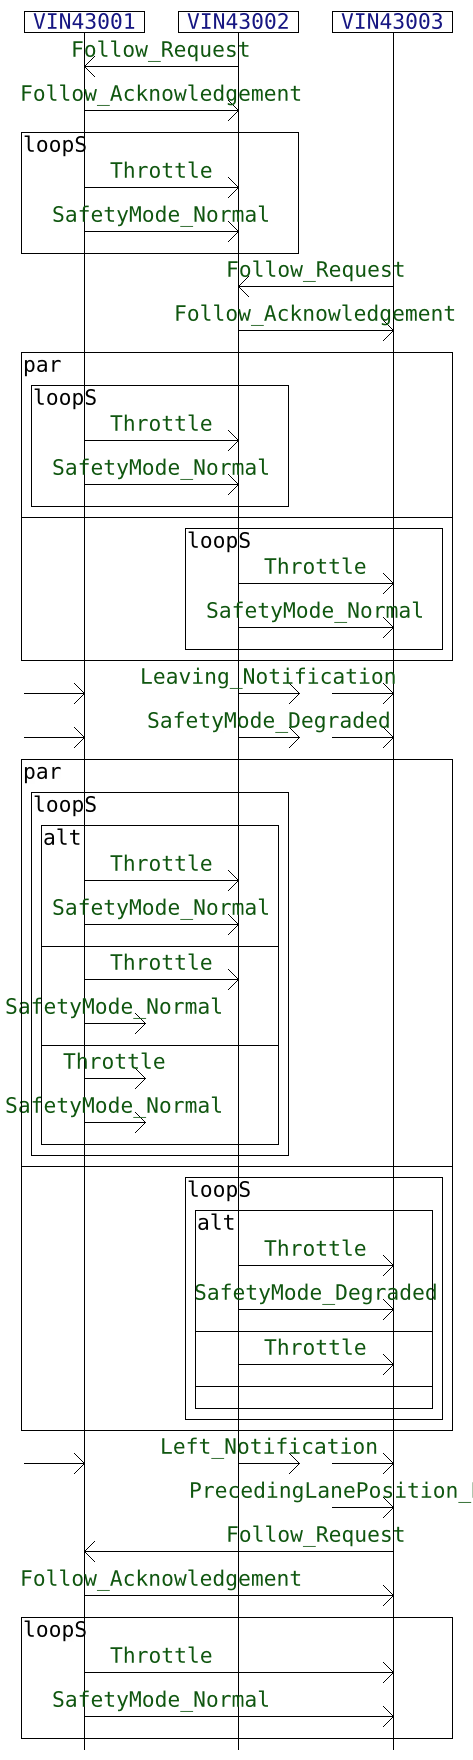 VIN43001 VIN43002 VIN43003
Follow_Request
Follow_Acknowledgement
loopS
Throttle
SafetyMode_Normal
Follow_Request
Follow_Acknowledgement
par
loopS
Throttle
SafetyMode_Normal
loopS
Throttle
SafetyMode_Normal
Leaving_Notification
SafetyMode_Degraded
par
loopS
alt
Throttle
SafetyMode_Normal
Throttle
SafetyMode_Normal
Throttle
SafetyMode_Normal
loopS
alt
Throttle
SafetyMode_Degraded
Throttle
Left_Notification
PrecedingLanePosition_
Follow_Request
Follow_Acknowledgement
loopS
Throttle
SafetyMode_Normal